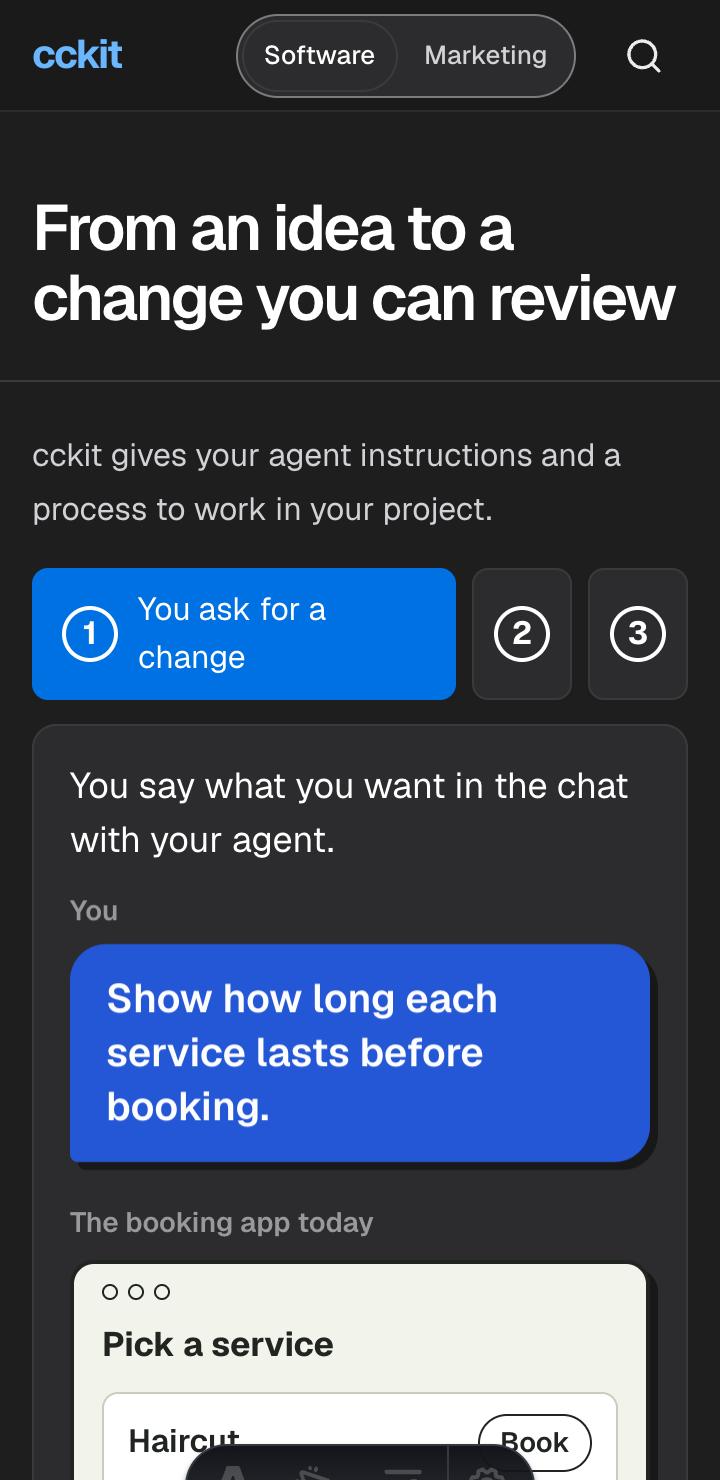 cckit
Software
Marketing
From an idea to a
change you can review
cckit gives your agent instructions and a
process to work in your project.
1
You ask for a
change
2
3
You say what you want in the chat
with your agent.
You
Show how long each
service lasts before
booking.
The booking app today
Pick a service
Haircut
Book